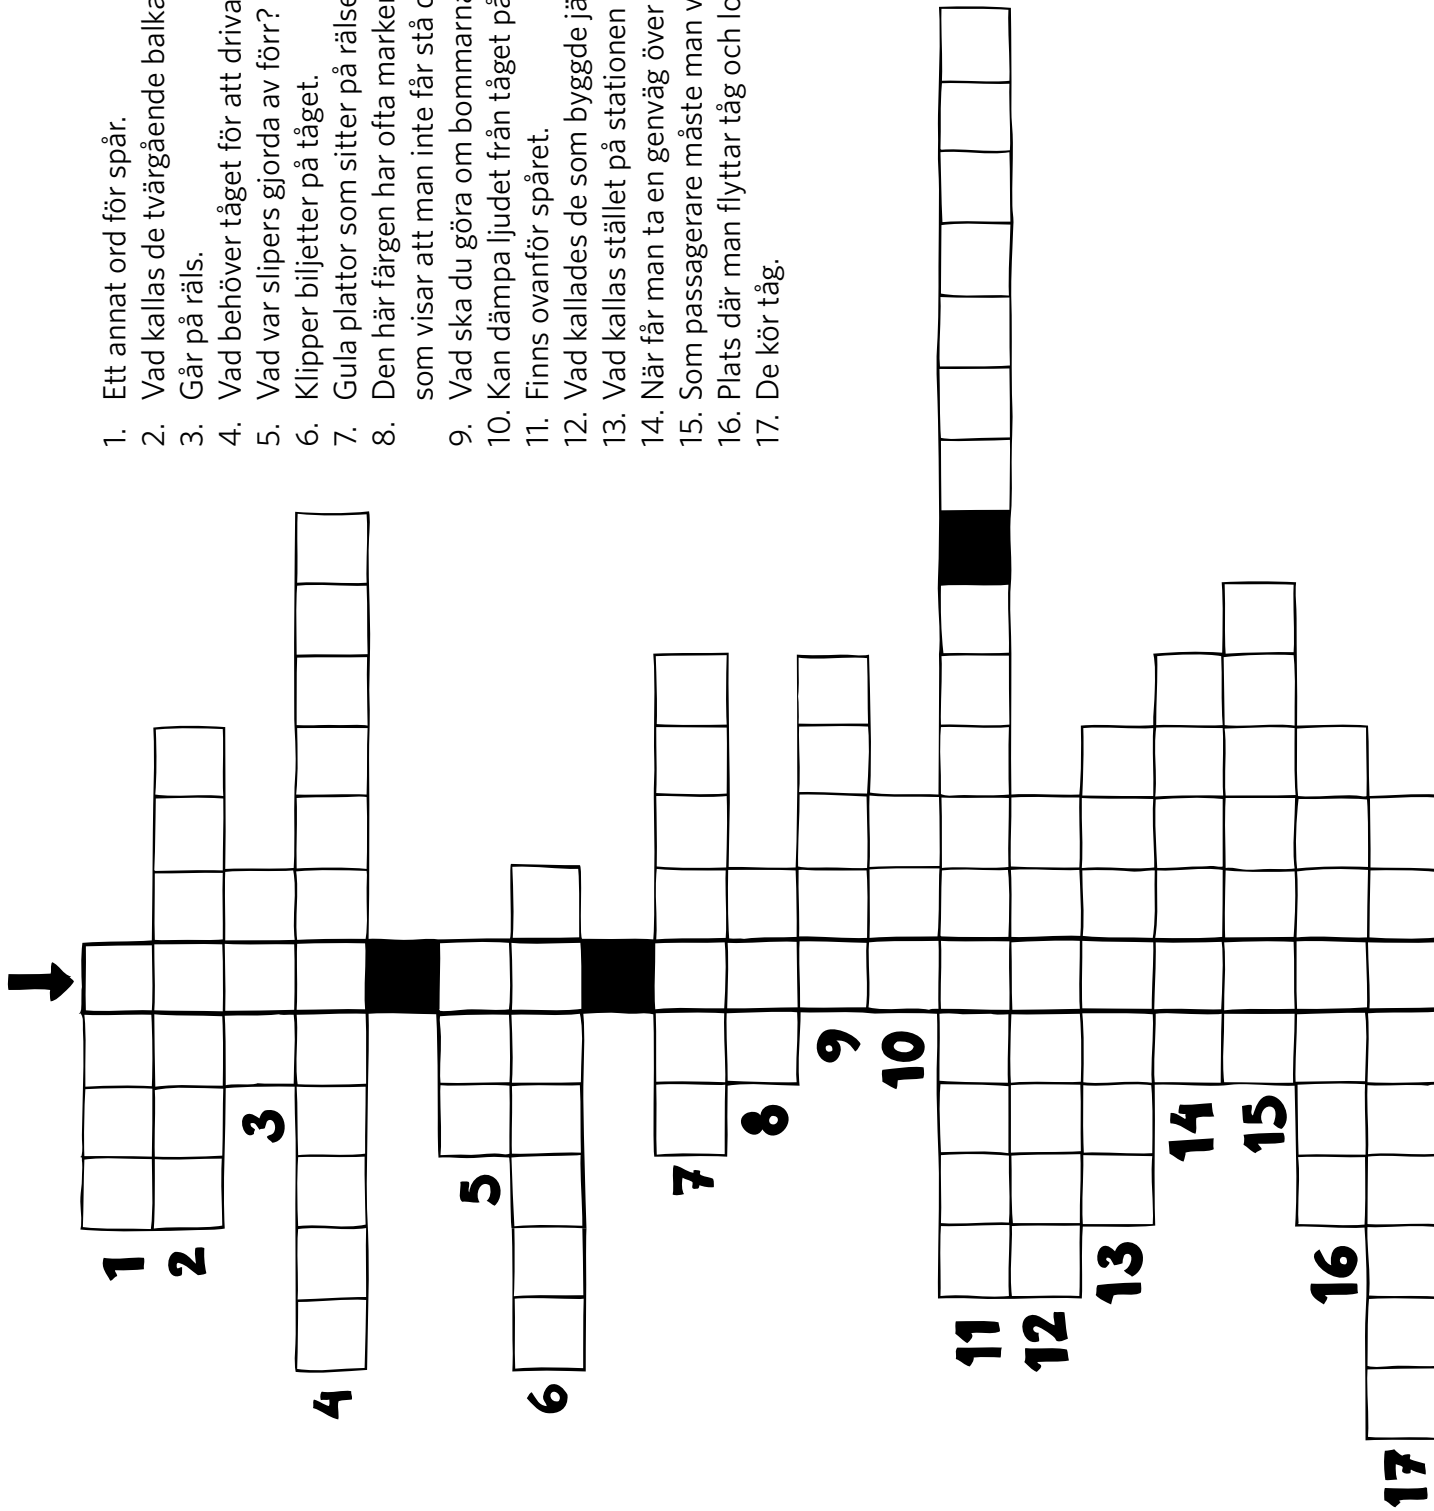 1. Ett annat ord för spår.
2. Vad kallas de tvärgående
3. Går på räls.
4. Vad behöver tåget för att driva
5. Vad var slipers gjorda av förr?
6. Klipper biljetter på tåget.
7. Gula plattor som sitter på
8. Den här färgen har ofta
som visar att man inte får stå
9. Vad ska du göra om
10. Kan dämpa ljudet från tåget på
11. Finns ovanför spåret.
12. Vad kallades de som byggde
13. Vad kallas stället på stationen
14. När får man ta en genväg över
15. Som passagerare måste man
16. Plats där man flyttar tåg och
17. De kör tåg.
1
2
3
4
5
6
7
8
9
10
11
12
13
14
15
16
17